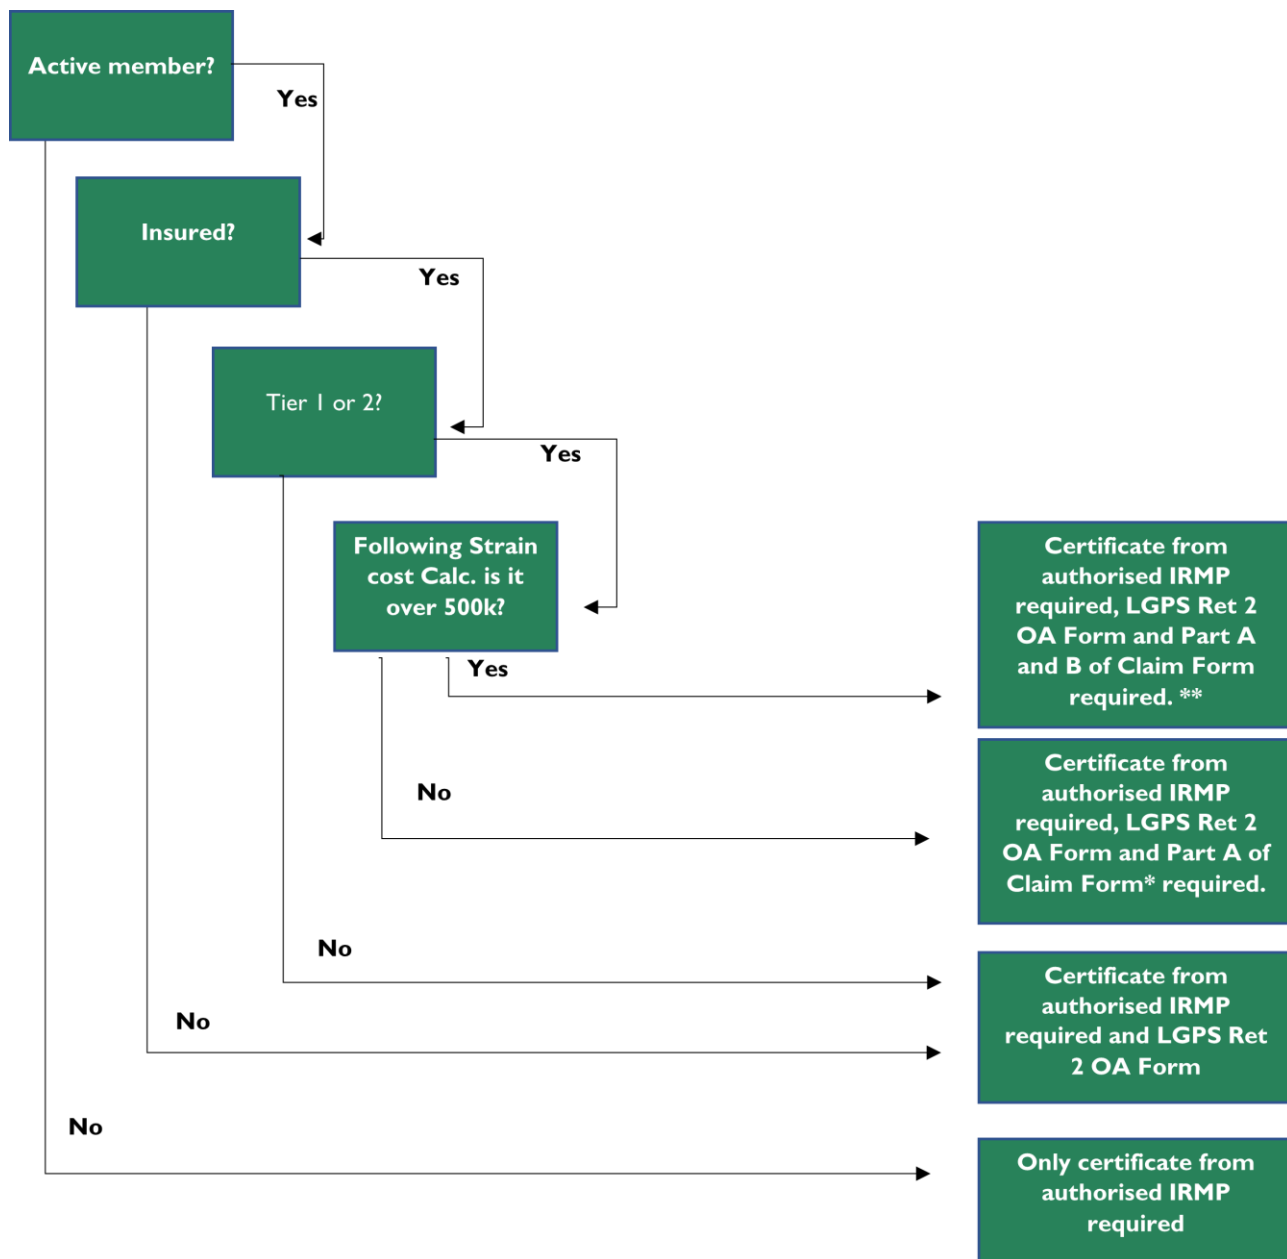 Active member?
Yes
Insured?
Yes
Tier 1 or 2?
Yes
Following Strain
cost Calc. is it
over 500k?
Yes
No
No
No
No
Certificate from
authorised IRMP
required, LGPS Ret 2
OA Form and Part A
and B of Claim Form
required. **
Certificate from
authorised IRMP
required, LGPS Ret 2
OA Form and Part A of
Claim Form* required.
Certificate from
authorised IRMP
required and LGPS Ret
2 OA Form
Only certificate from
authorised IRMP
required